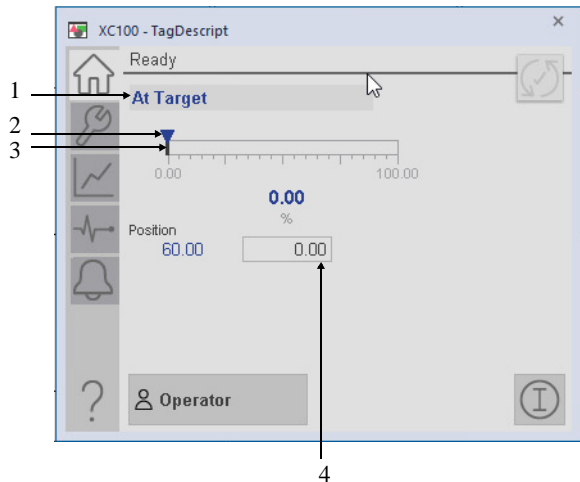 XC100 - TagDescript
Ready
1
At Target
2
3
0.00 100.00
0.00
%
Position
60.00 0.00
?
Operator
4